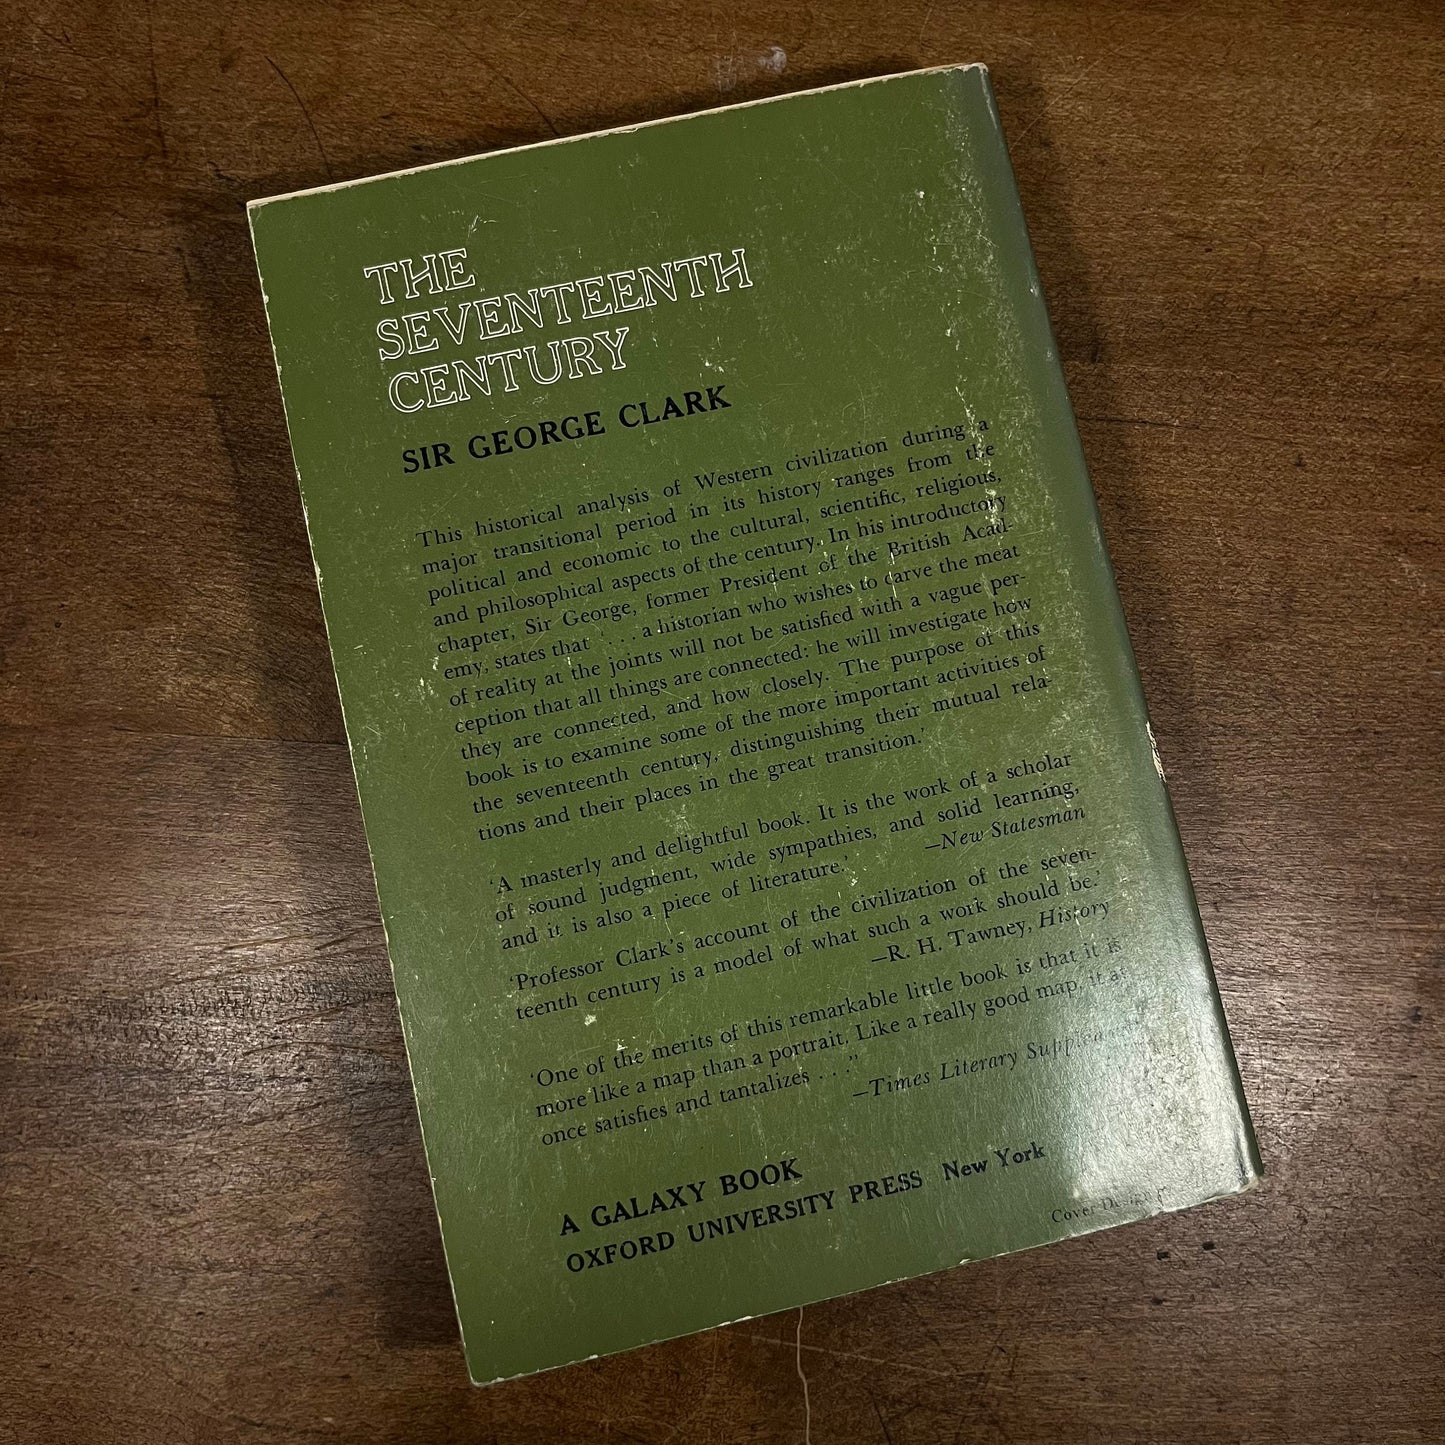 THE
SEVENTEENTH
CENTURY
SIR GEORGE CLARK
This historical analysis of Western civilization during a
major transitional period in its history ranges from the
political and economic to the cultural, scientific, religious,
and philosophical aspects of the century. In his introductory
chapter, Sir George, former President of the British Acad-
emy, states that '. . . a historian who wishes to carve the meat
of reality at the joints will not be satisfied with a vague per-
ception that all things are connected: he will investigate how
they are connected, and how closely. The purpose of this
book is to examine some of the more important activities of
the seventeenth century, distinguishing their mutual rela-
tions and their places in the great transition.'
'A masterly and delightful book. It is the work of a scholar
of sound judgment, wide sympathies, and solid learning,
and it is also a piece of literature.' —New Statesman
'Professor Clark's account of the civilization of the seven-
teenth century is a model of what such a work should be.'
—R. H. Tawney, History
'One of the merits of this remarkable little book is that it is
more like a map than a portrait. Like a really good map, it at
once satisfies and tantalizes . . ."
—Times Literary
A GALAXY BOOK
OXFORD UNIVERSITY PRESS New York
Cover